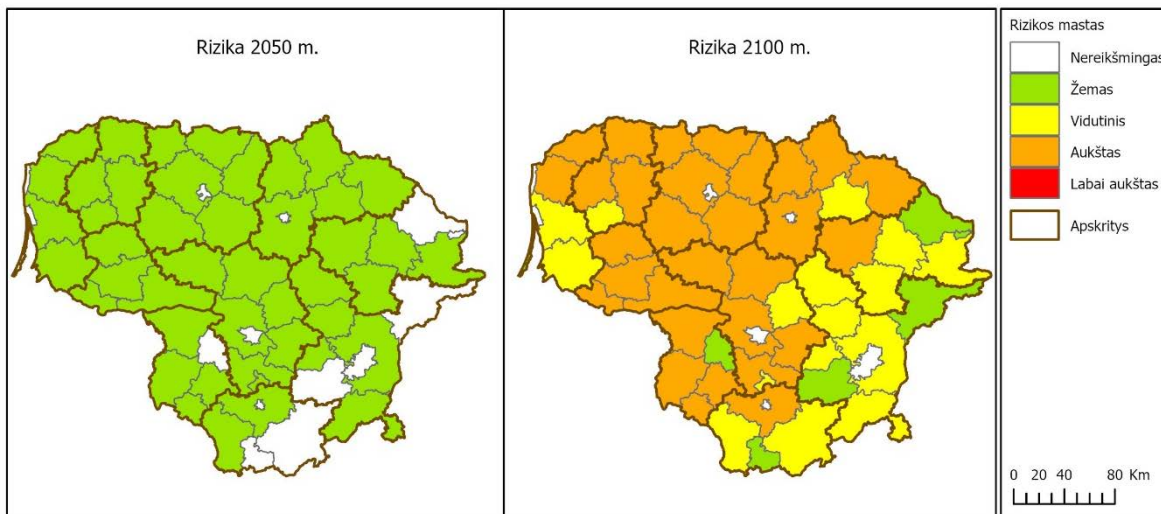 Rizika 2050 m.
Rizika 2100 m.
Rizikos mastas
Nereikšmingas
Žemas
Vidutinis
Aukštas
Labai aukštas
Apskritys
0 20 40 80 Km